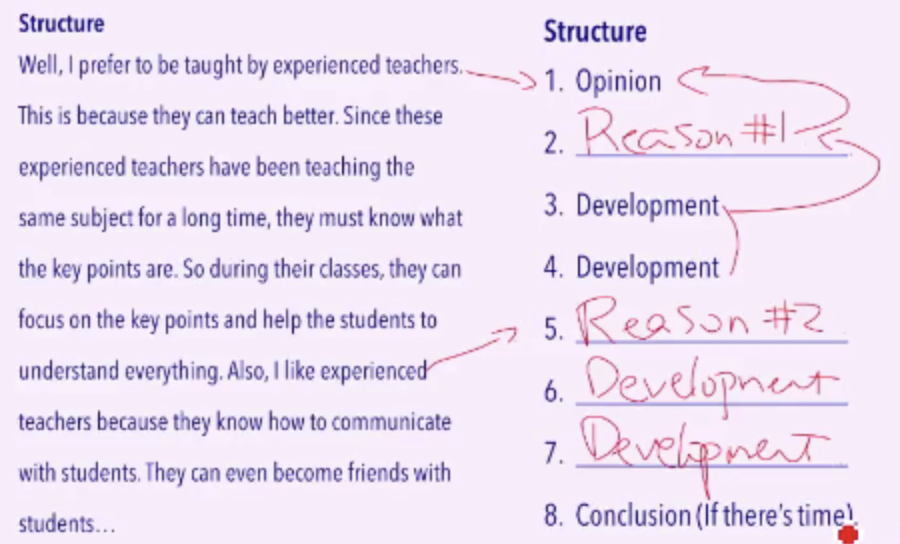 Structure
Well, I prefer to be taught by experienced teachers.
This is because they can teach better. Since these
experienced teachers have been teaching the
same subject for a long time, they must know what
the key points are. So during their classes, they can
focus on the key points and help the students to
understand everything. Also, I like experienced
teachers because they know how to communicate
with students. They can even become friends with
students...
Structure
1. Opinion
2. Reason #1
3. Development
4. Development
5. Reason #2
6. Development
7. Development
8. Conclusion (If there's time).